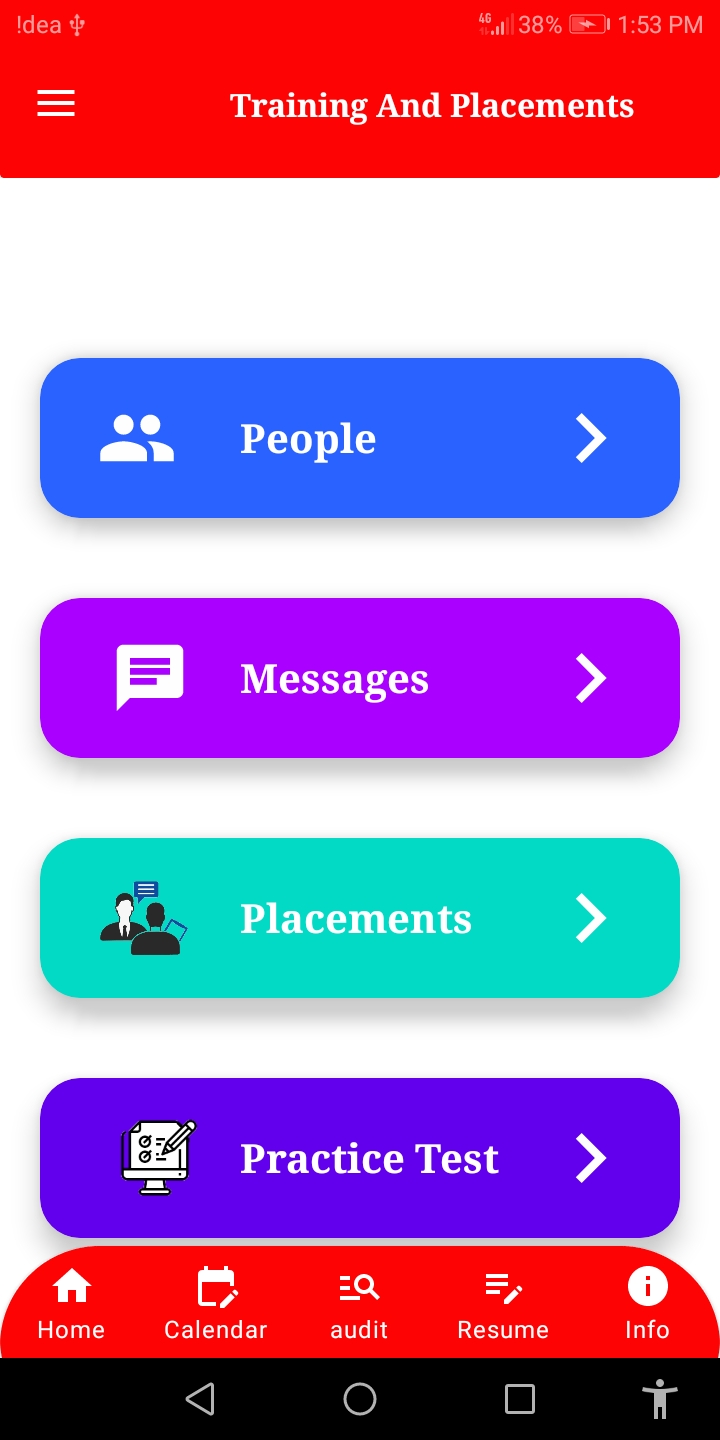 !dea 4G 38% 1:53 PM
Training And Placements
People
Messages
Placements
Practice Test
Home Calendar audit Resume Info